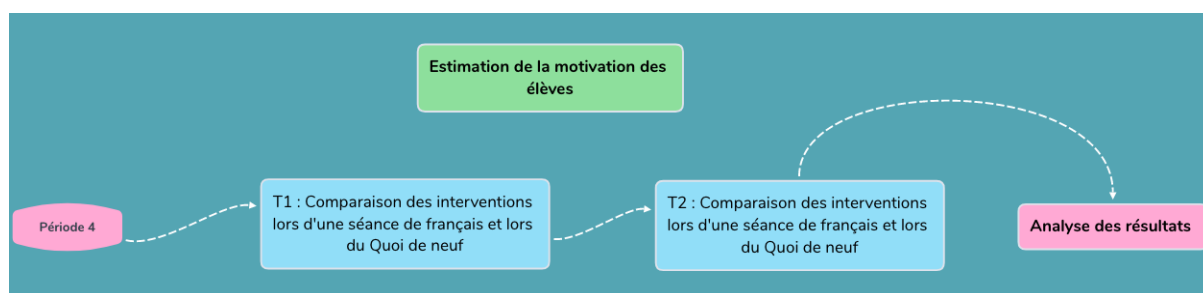 Estimation de la motivation des
élèves
Période 4
T1 : Comparaison des interventions
lors d'une séance de français et lors
du Quoi de neuf
T2 : Comparaison des interventions
lors d'une séance de français et lors
du Quoi de neuf
Analyse des résultats